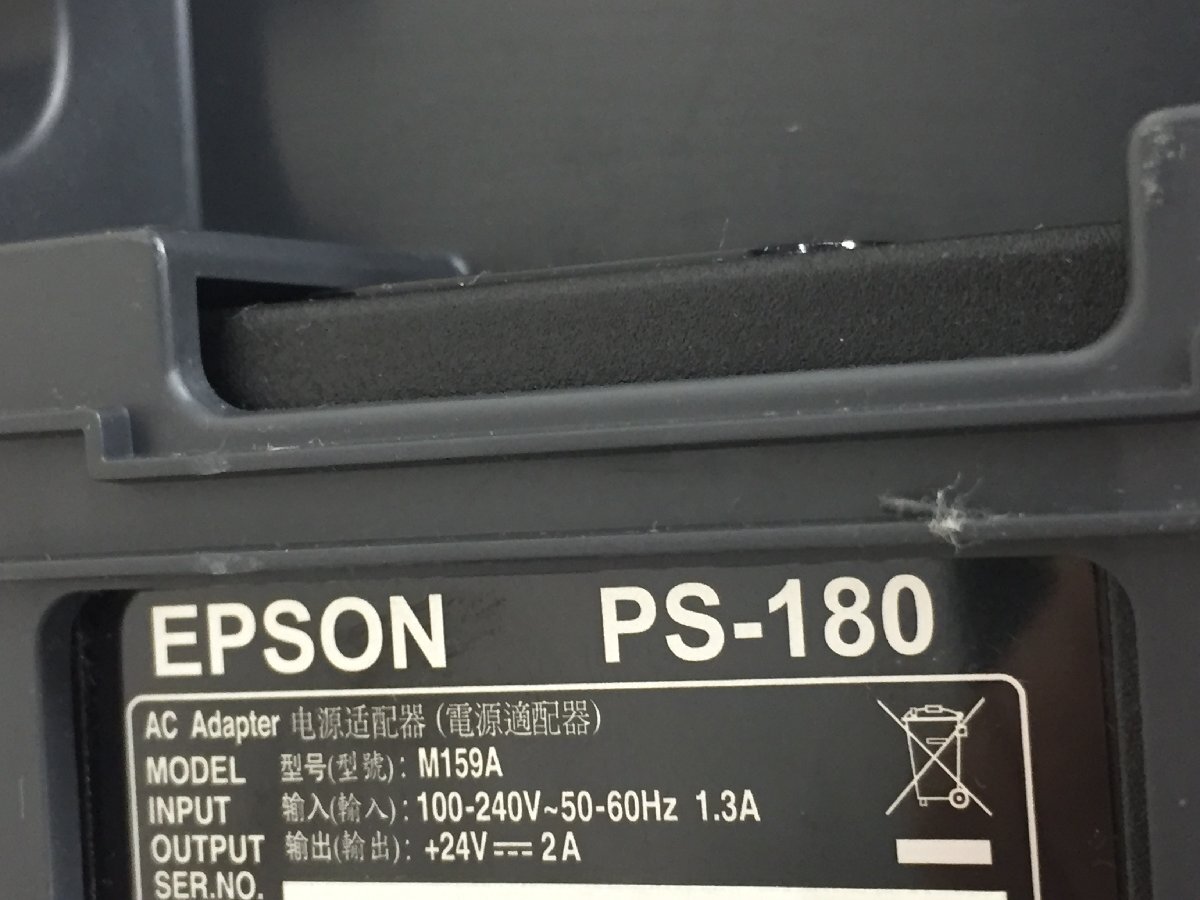 EPSON PS-180
AC Adapter 电源适配器 (電源適配器)
MODEL 型号(型號): M159A
INPUT 输入(輸入): 100-240V~50-60Hz 1.3A
OUTPUT 输出(輸出): +24V⎓2A
SER.NO.